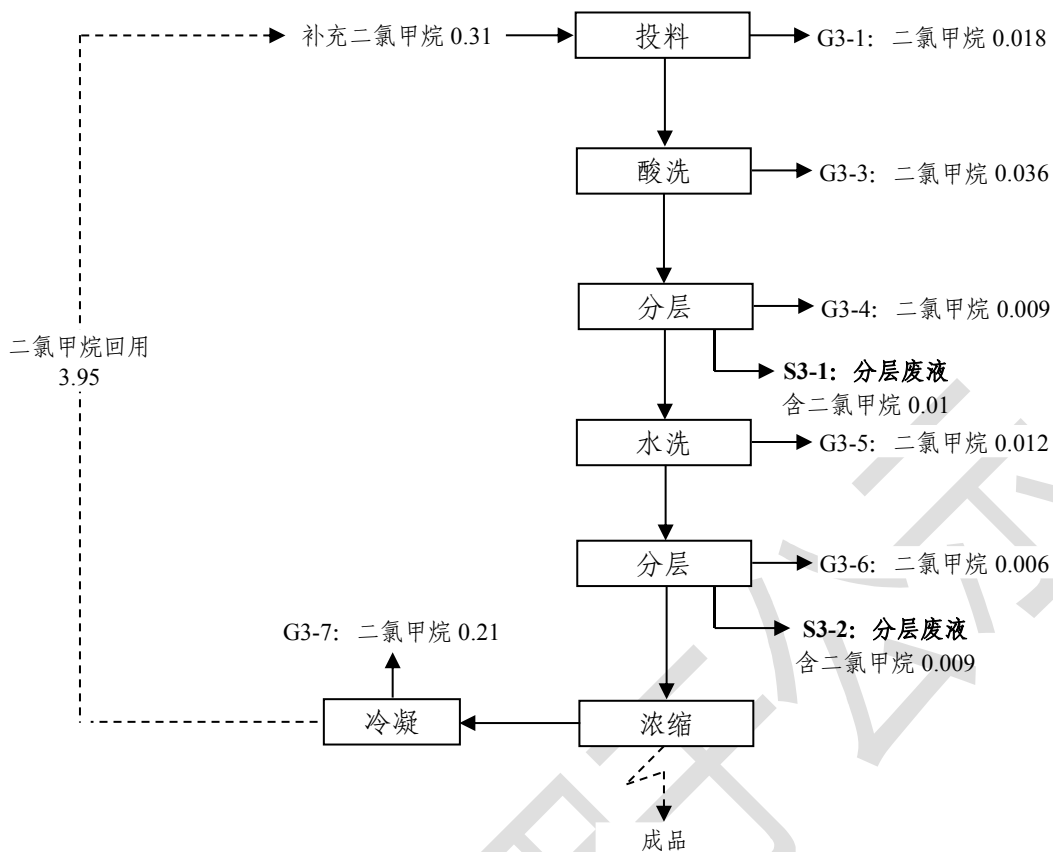 补充二氯甲烷 0.31
投料
G3-1：二氯甲烷 0.018
酸洗
G3-3：二氯甲烷 0.036
分层
G3-4：二氯甲烷 0.009
二氯甲烷回用
3.95
S3-1：分层废液
含二氯甲烷 0.01
水洗
G3-5：二氯甲烷 0.012
分层
G3-6：二氯甲烷 0.006
G3-7：二氯甲烷 0.21
S3-2：分层废液
含二氯甲烷 0.009
冷凝
浓缩
成品